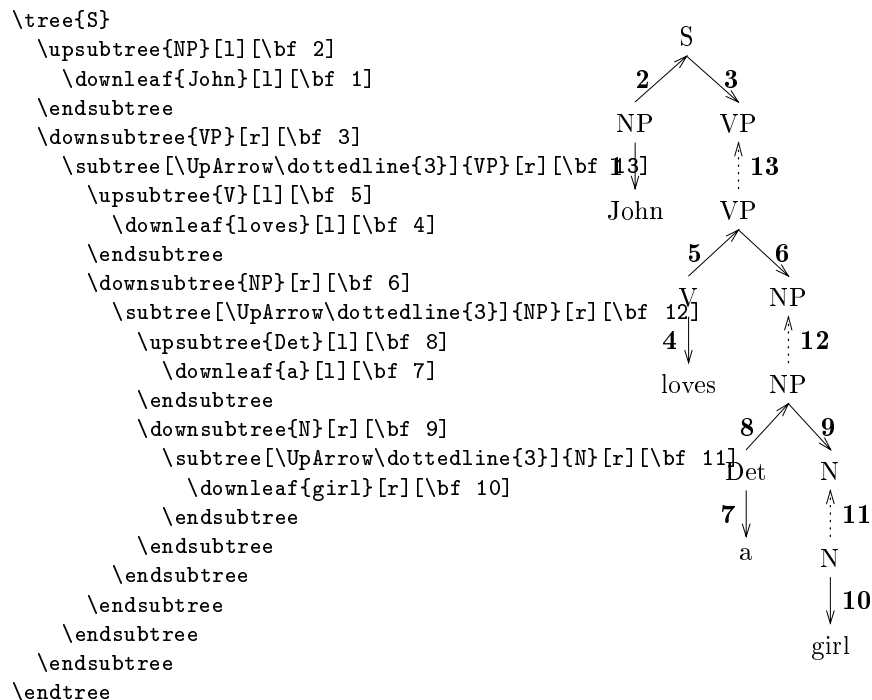 \tree{S}
  \upsubtree{NP}[l][\bf 2]
    \downleaf{John}[l][\bf 1]
  \endsubtree
  \downsubtree{VP}[r][\bf 3]
    \subtree[\UpArrow\dottedline{3}]{VP}[r][\bf 13]
      \upsubtree{V}[l][\bf 5]
        \downleaf{loves}[l][\bf 4]
      \endsubtree
      \downsubtree{NP}[r][\bf 6]
        \subtree[\UpArrow\dottedline{3}]{NP}[r][\bf 12]
          \upsubtree{Det}[l][\bf 8]
            \downleaf{a}[l][\bf 7]
          \endsubtree
          \downsubtree{N}[r][\bf 9]
            \subtree[\UpArrow\dottedline{3}]{N}[r][\bf 11]
              \downleaf{girl}[r][\bf 10]
            \endsubtree
          \endsubtree
        \endsubtree
      \endsubtree
    \endsubtree
  \endsubtree
\endtree
S
2 3
NP VP
1 13
John VP
5 6
V NP
4 12
loves NP
8 9
Det N
7 11
a N
10
girl